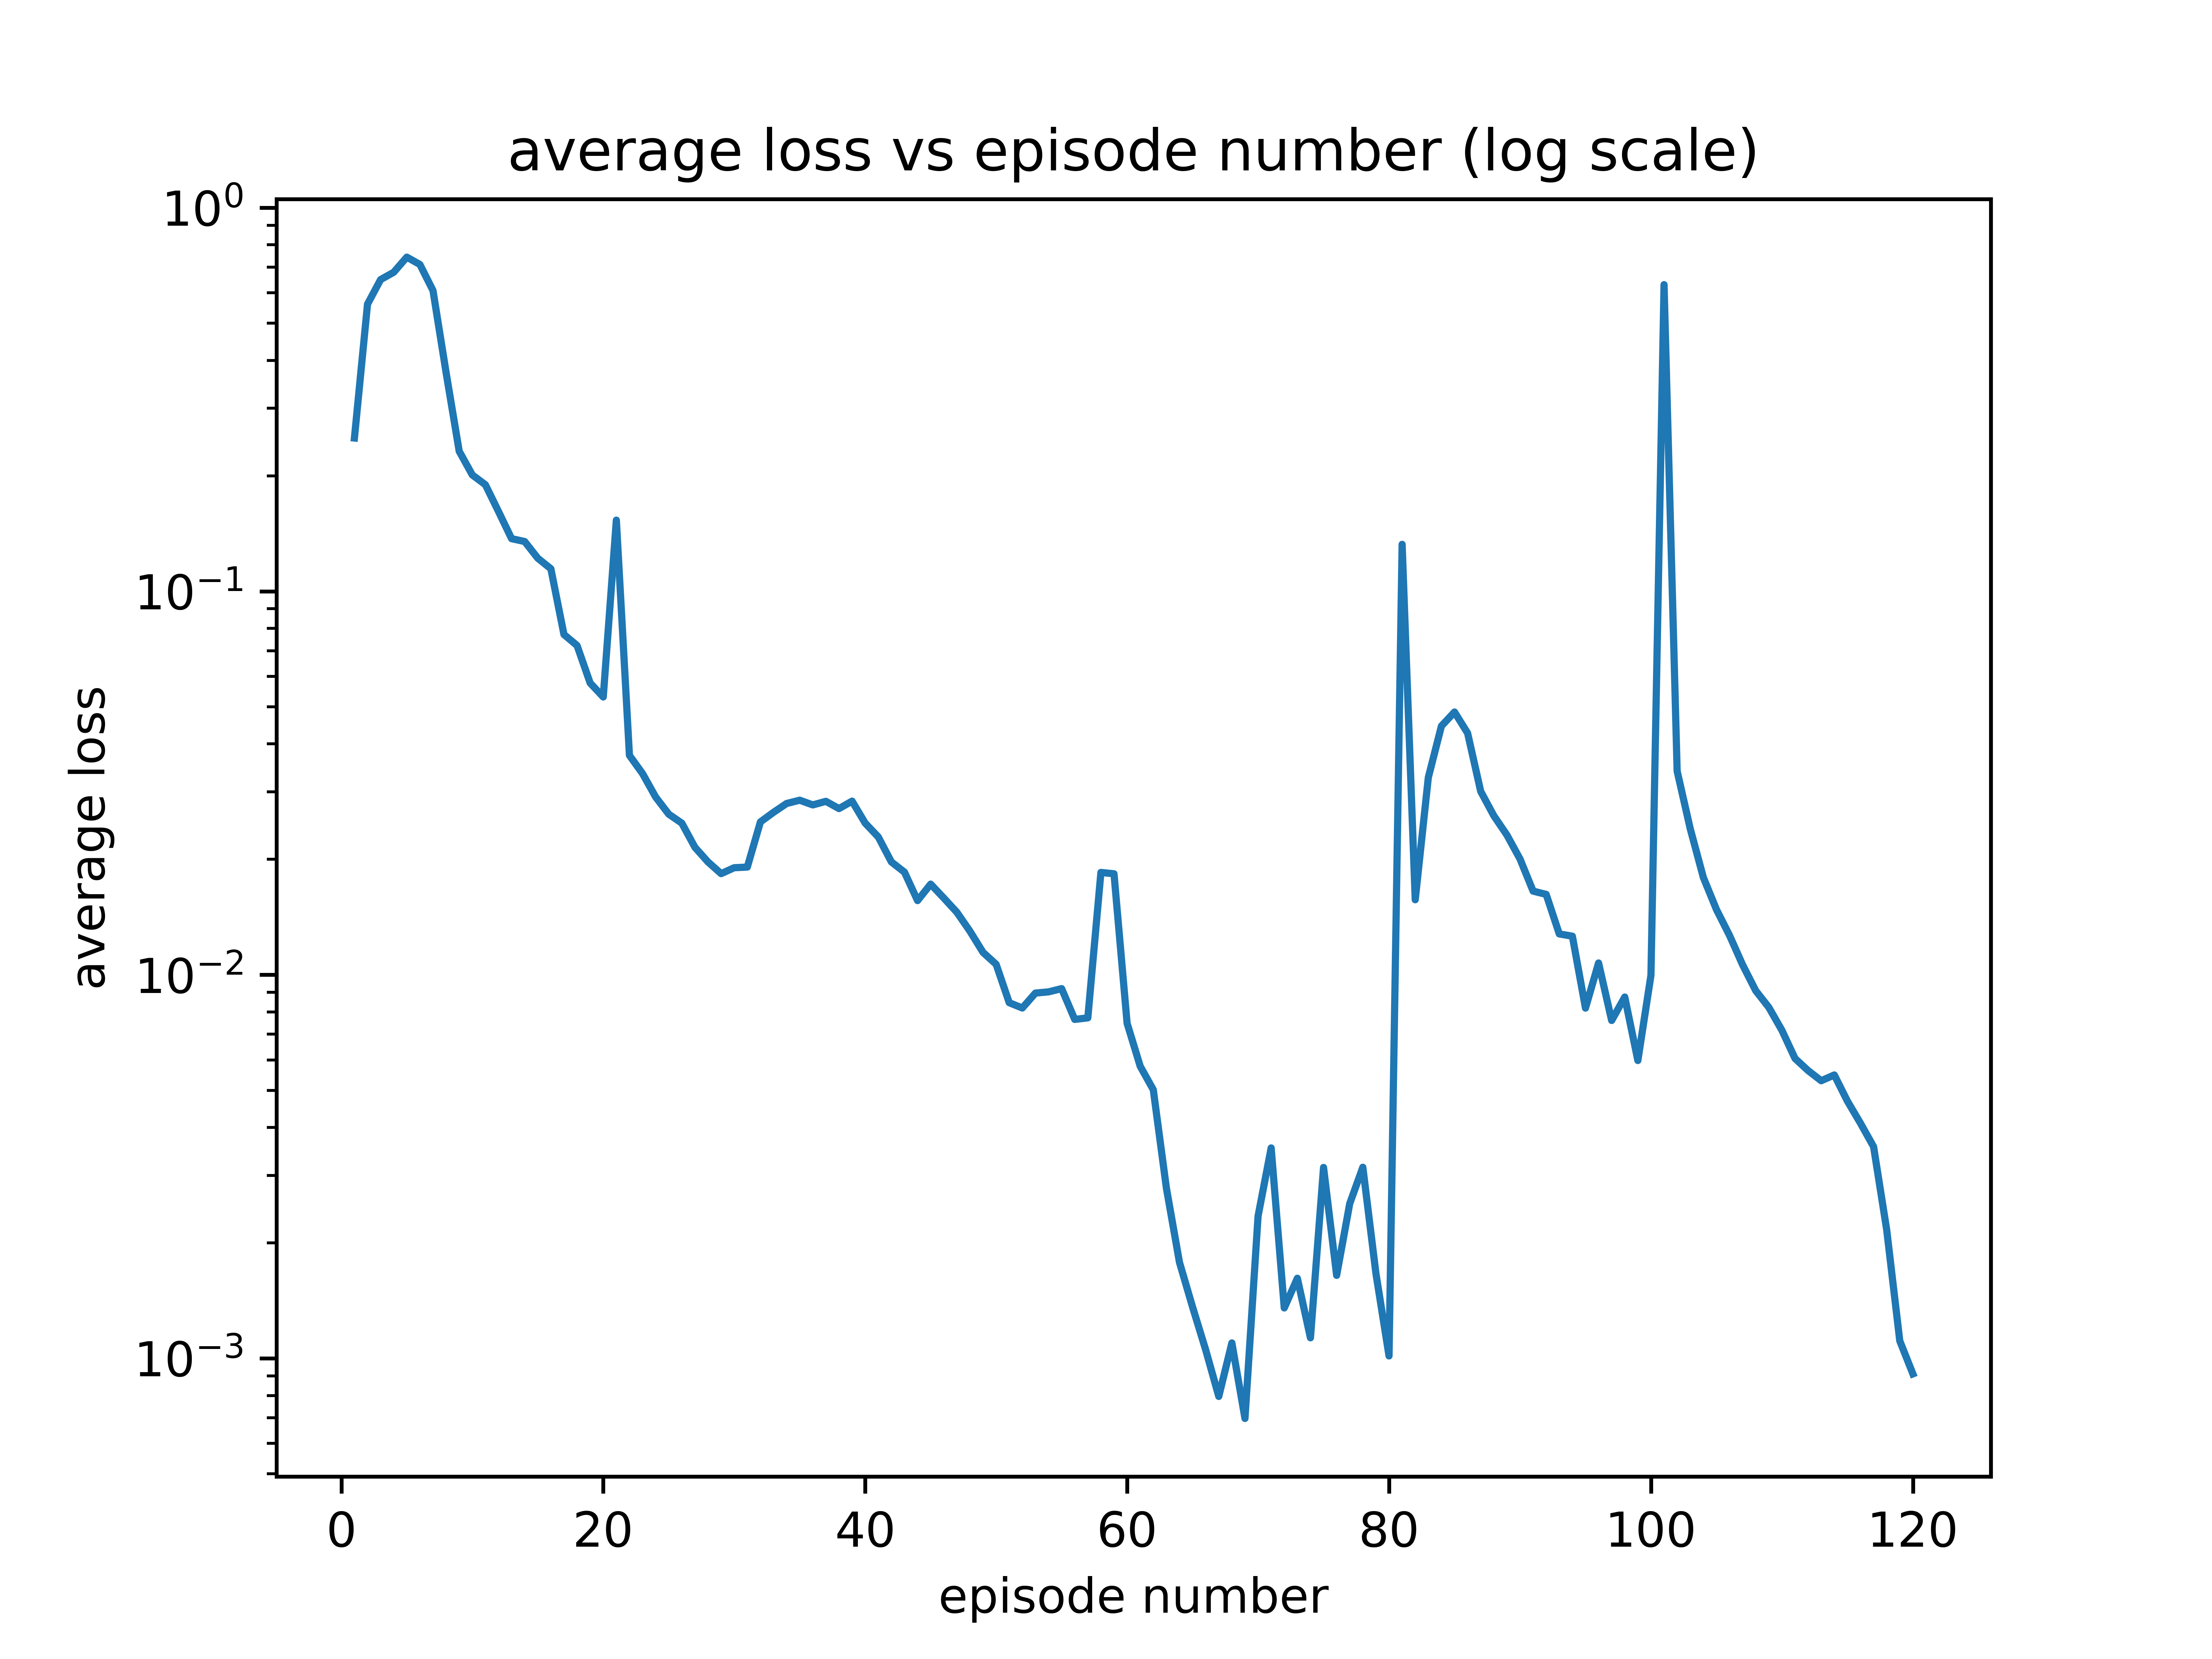 average loss vs episode number (log scale)
10⁰
10⁻¹
10⁻²
10⁻³
average loss
0 20 40 60 80 100 120
episode number